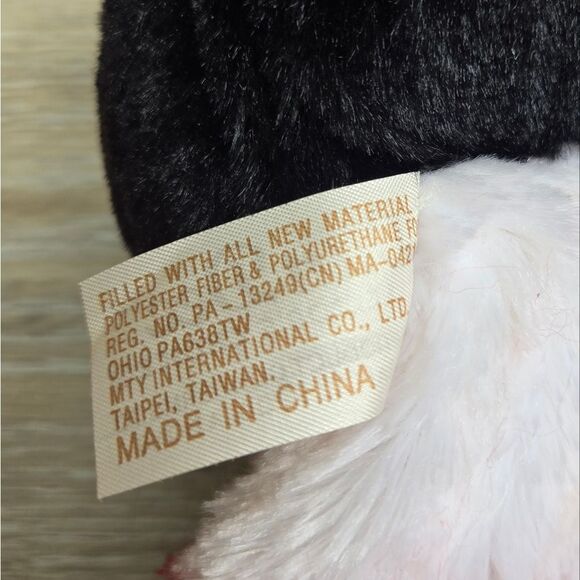 FILLED WITH ALL NEW MATERIAL
POLYESTER FIBER & POLYURETHANE
REG. NO. PA-13249(CN) MA-042
OHIO PA638TW
MTY INTERNATIONAL CO., LTD
TAIPEI, TAIWAN.
MADE IN CHINA